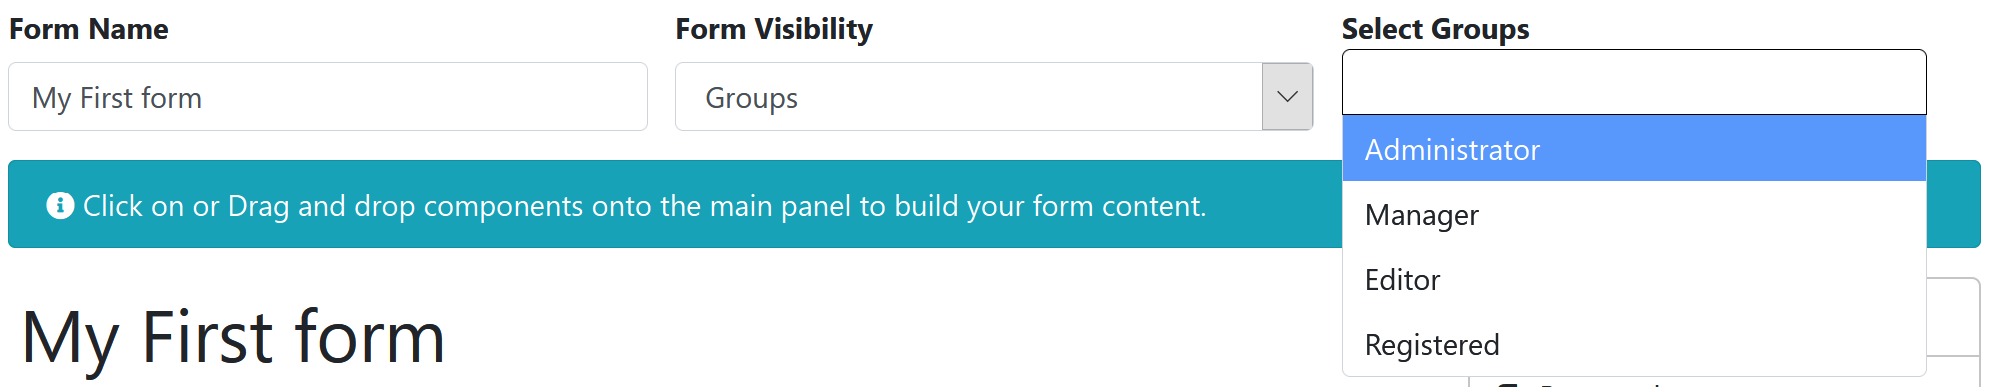 Form Name
Form Visibility
Select Groups
My First form
Groups
Administrator
Click on or Drag and drop components onto the main panel to build your form content.
Manager
Editor
My First form
Registered